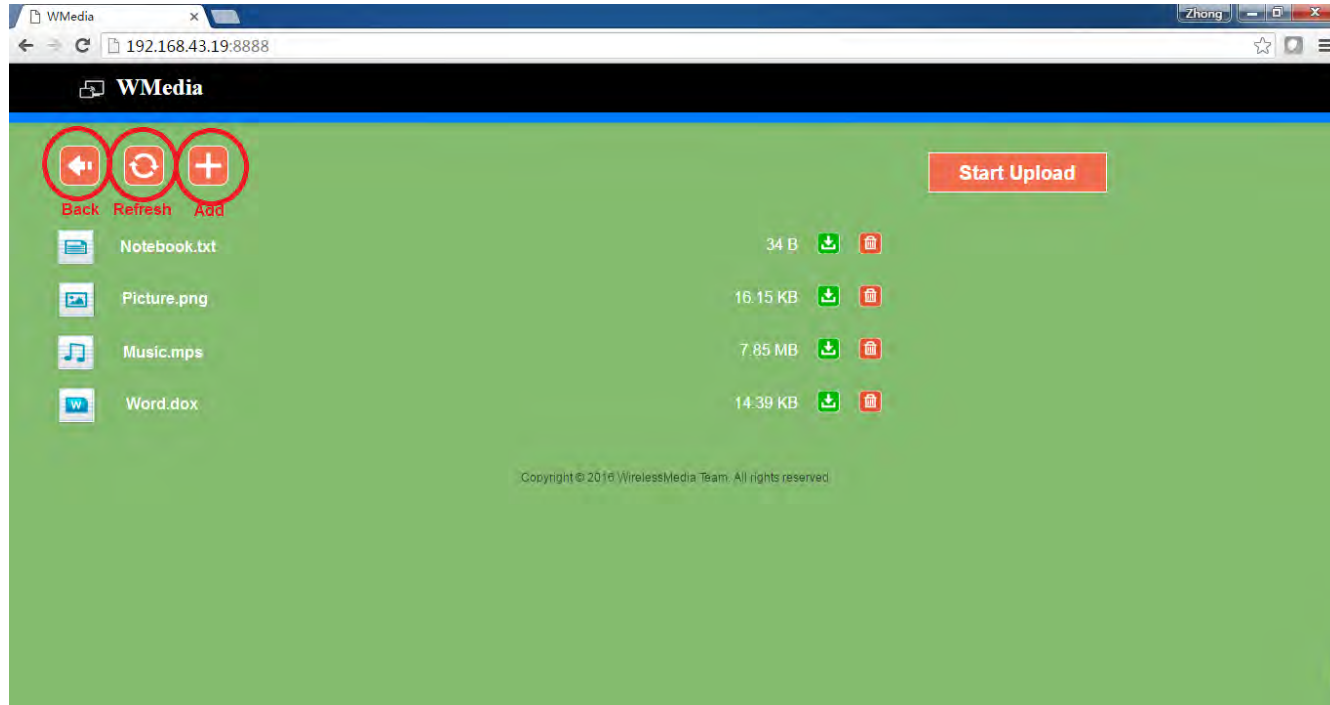 WMedia
Zhong
192.168.43.19:8888
WMedia
Start Upload
Back Refresh Add
Notebook.txt 34 B
Picture.png 16.15 KB
Music.mps 7.85 MB
W Word.dox 14.39 KB
Copyright © 2016 WirelessMedia Team. All rights reserved.